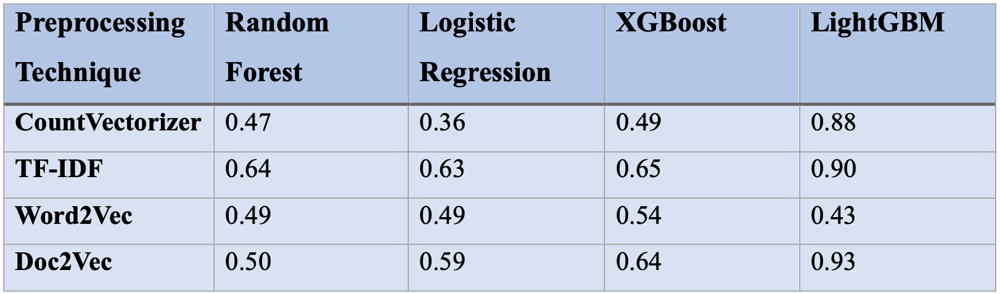 Preprocessing Random Logistic XGBoost LightGBM
Technique Forest Regression
CountVectorizer 0.47 0.36 0.49 0.88
TF-IDF 0.64 0.63 0.65 0.90
Word2Vec 0.49 0.49 0.54 0.43
Doc2Vec 0.50 0.59 0.64 0.93